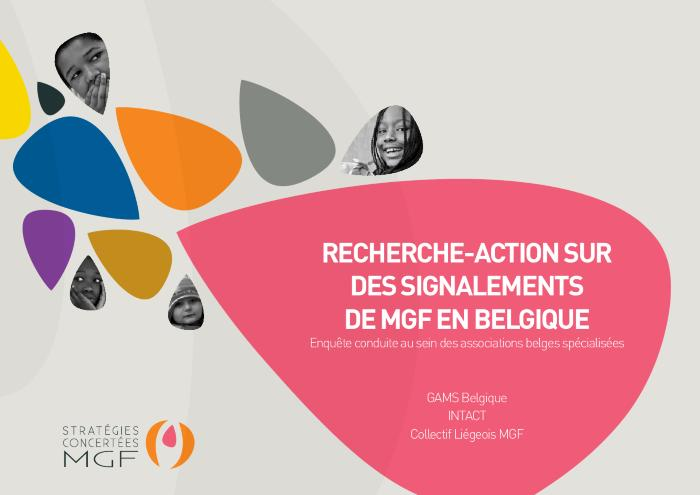 RECHERCHE-ACTION SUR
DES SIGNALEMENTS
DE MGF EN BELGIQUE
Enquête conduite au sein des associations belges spécialisées
GAMS Belgique
INTACT
Collectif Liégeois MGF
STRATÉGIES
CONCERTÉES
MGF